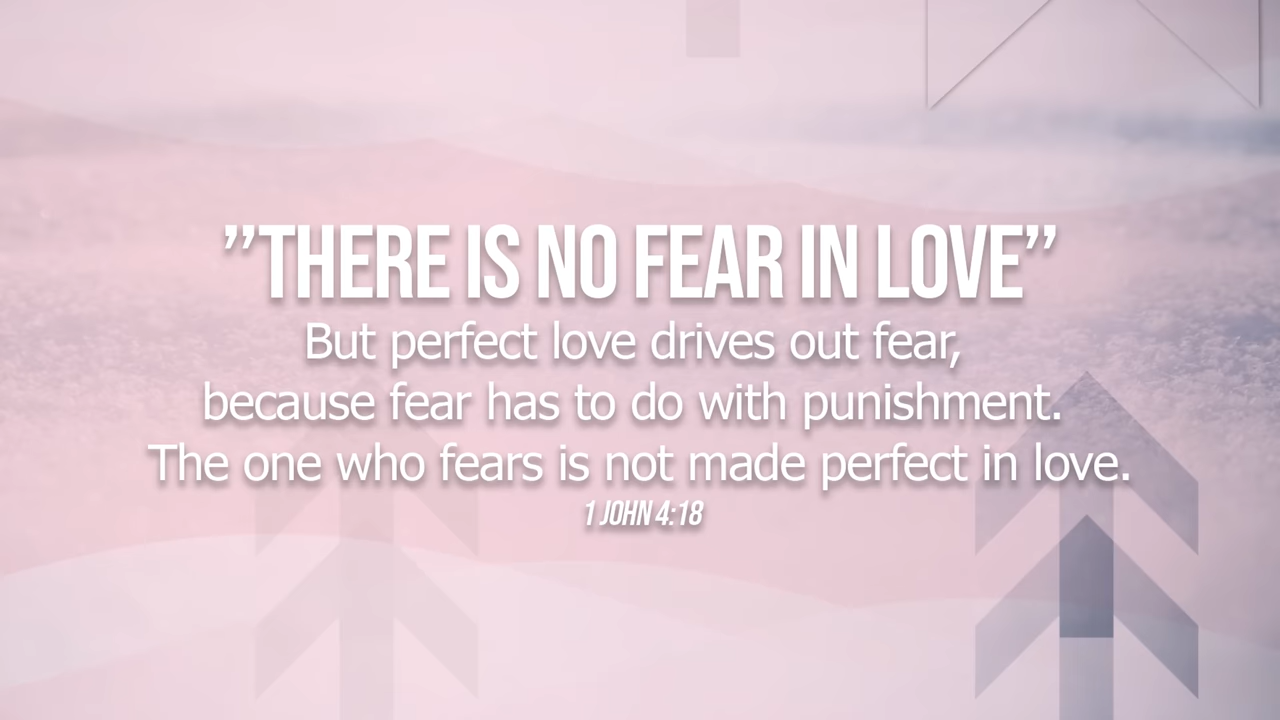 ”THERE IS NO FEAR IN LOVE”
But perfect love drives out fear,
because fear has to do with punishment.
The one who fears is not made perfect in love.
1 JOHN 4:18